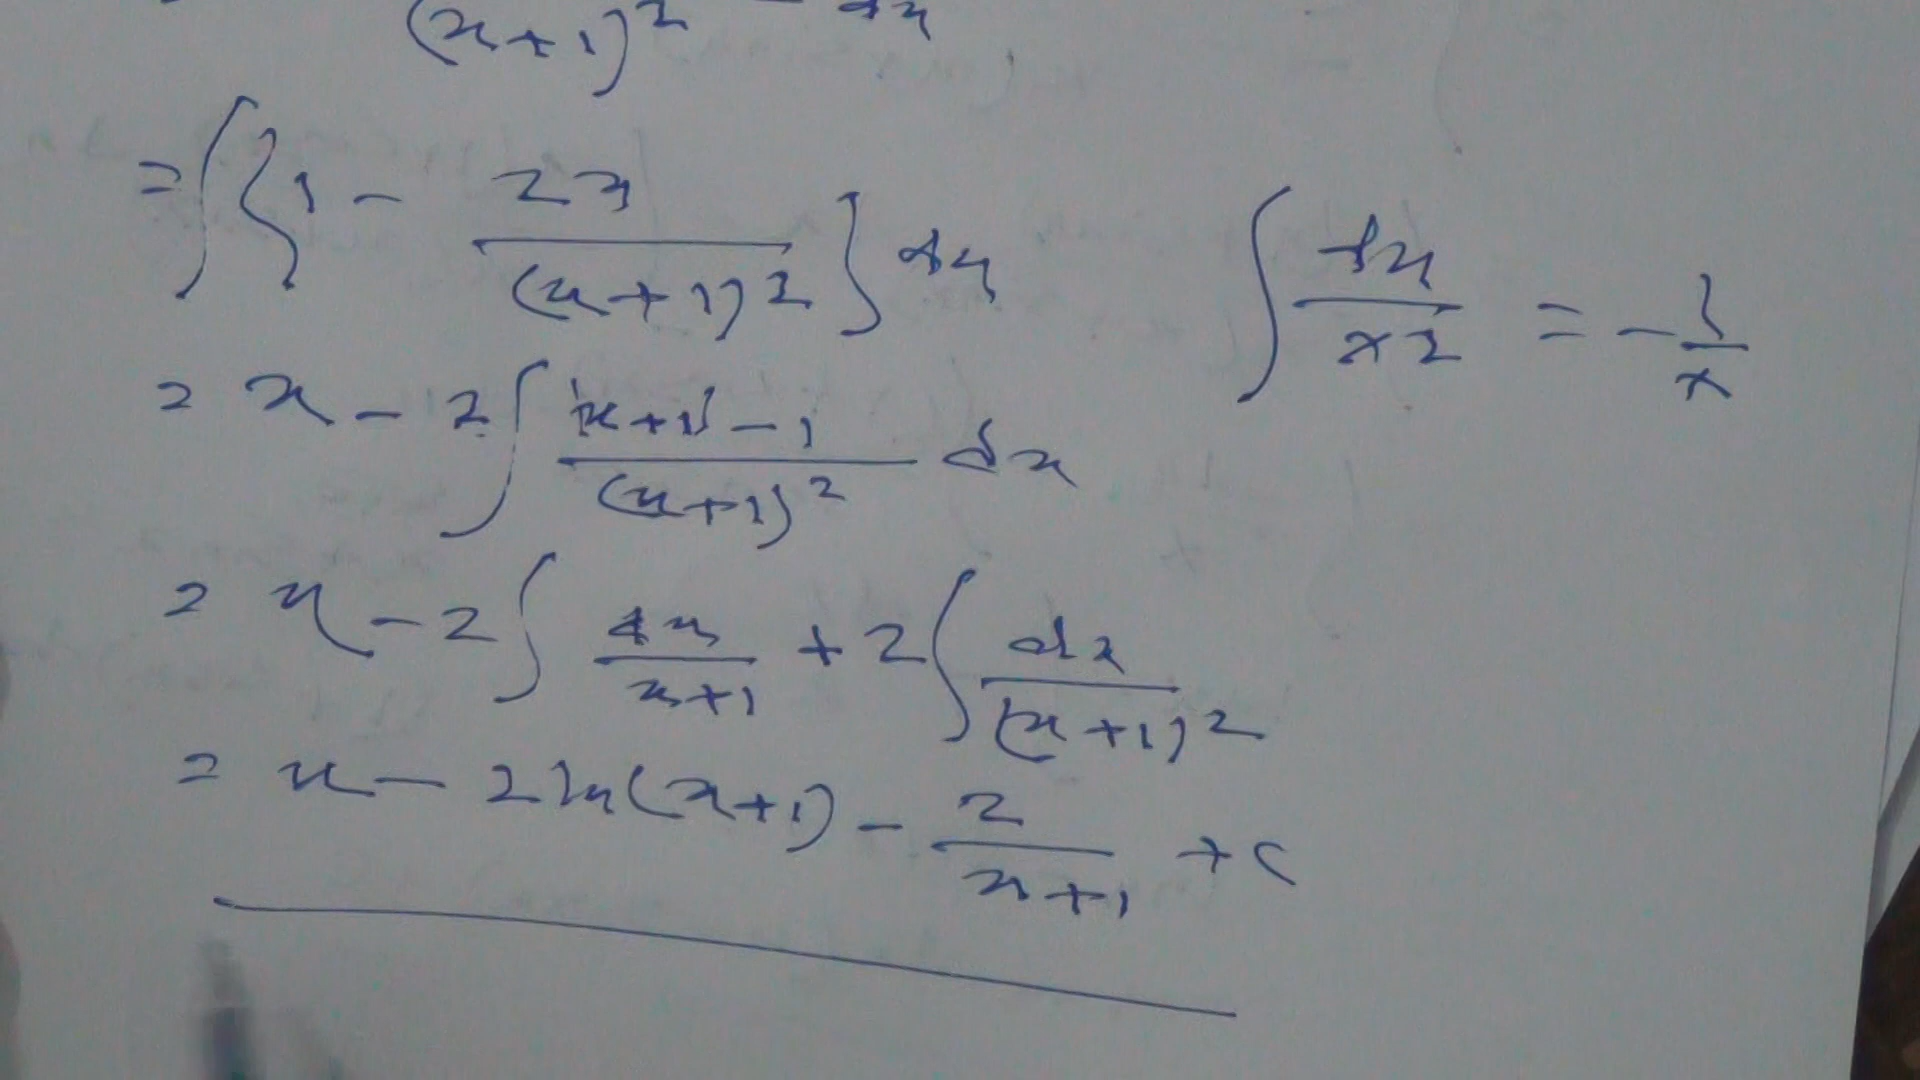 (x+1)² dx
= ∫{1 - 2x/(x+1)²}dx
∫ dx/x² = -1/x
= x - 2∫ (x+1-1)/(x+1)² dx
= x - 2∫ dx/(x+1) + 2∫ dx/(x+1)²
= x - 2ln(x+1) - 2/(x+1) + c